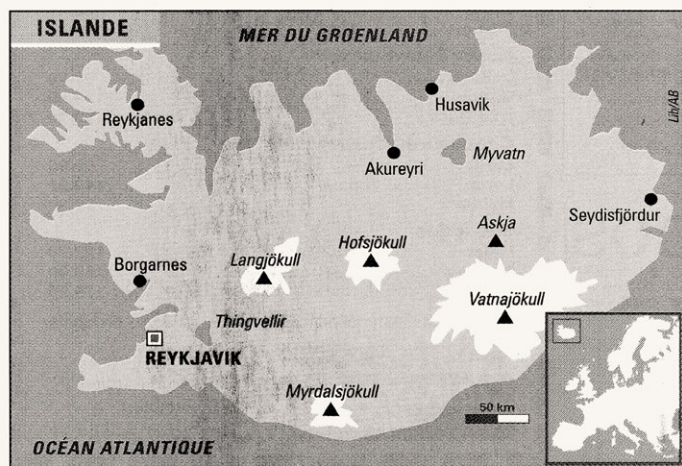 ISLANDE
MER DU GROENLAND
Lib/AB
Husavik
Reykjanes
Akureyri
Myvatn
Seydisfjördur
Askja
Hofsjökull
Langjökull
Borgarnes
Vatnajökull
Thingvellir
REYKJAVIK
Myrdalsjökull
50 km
OCÉAN ATLANTIQUE